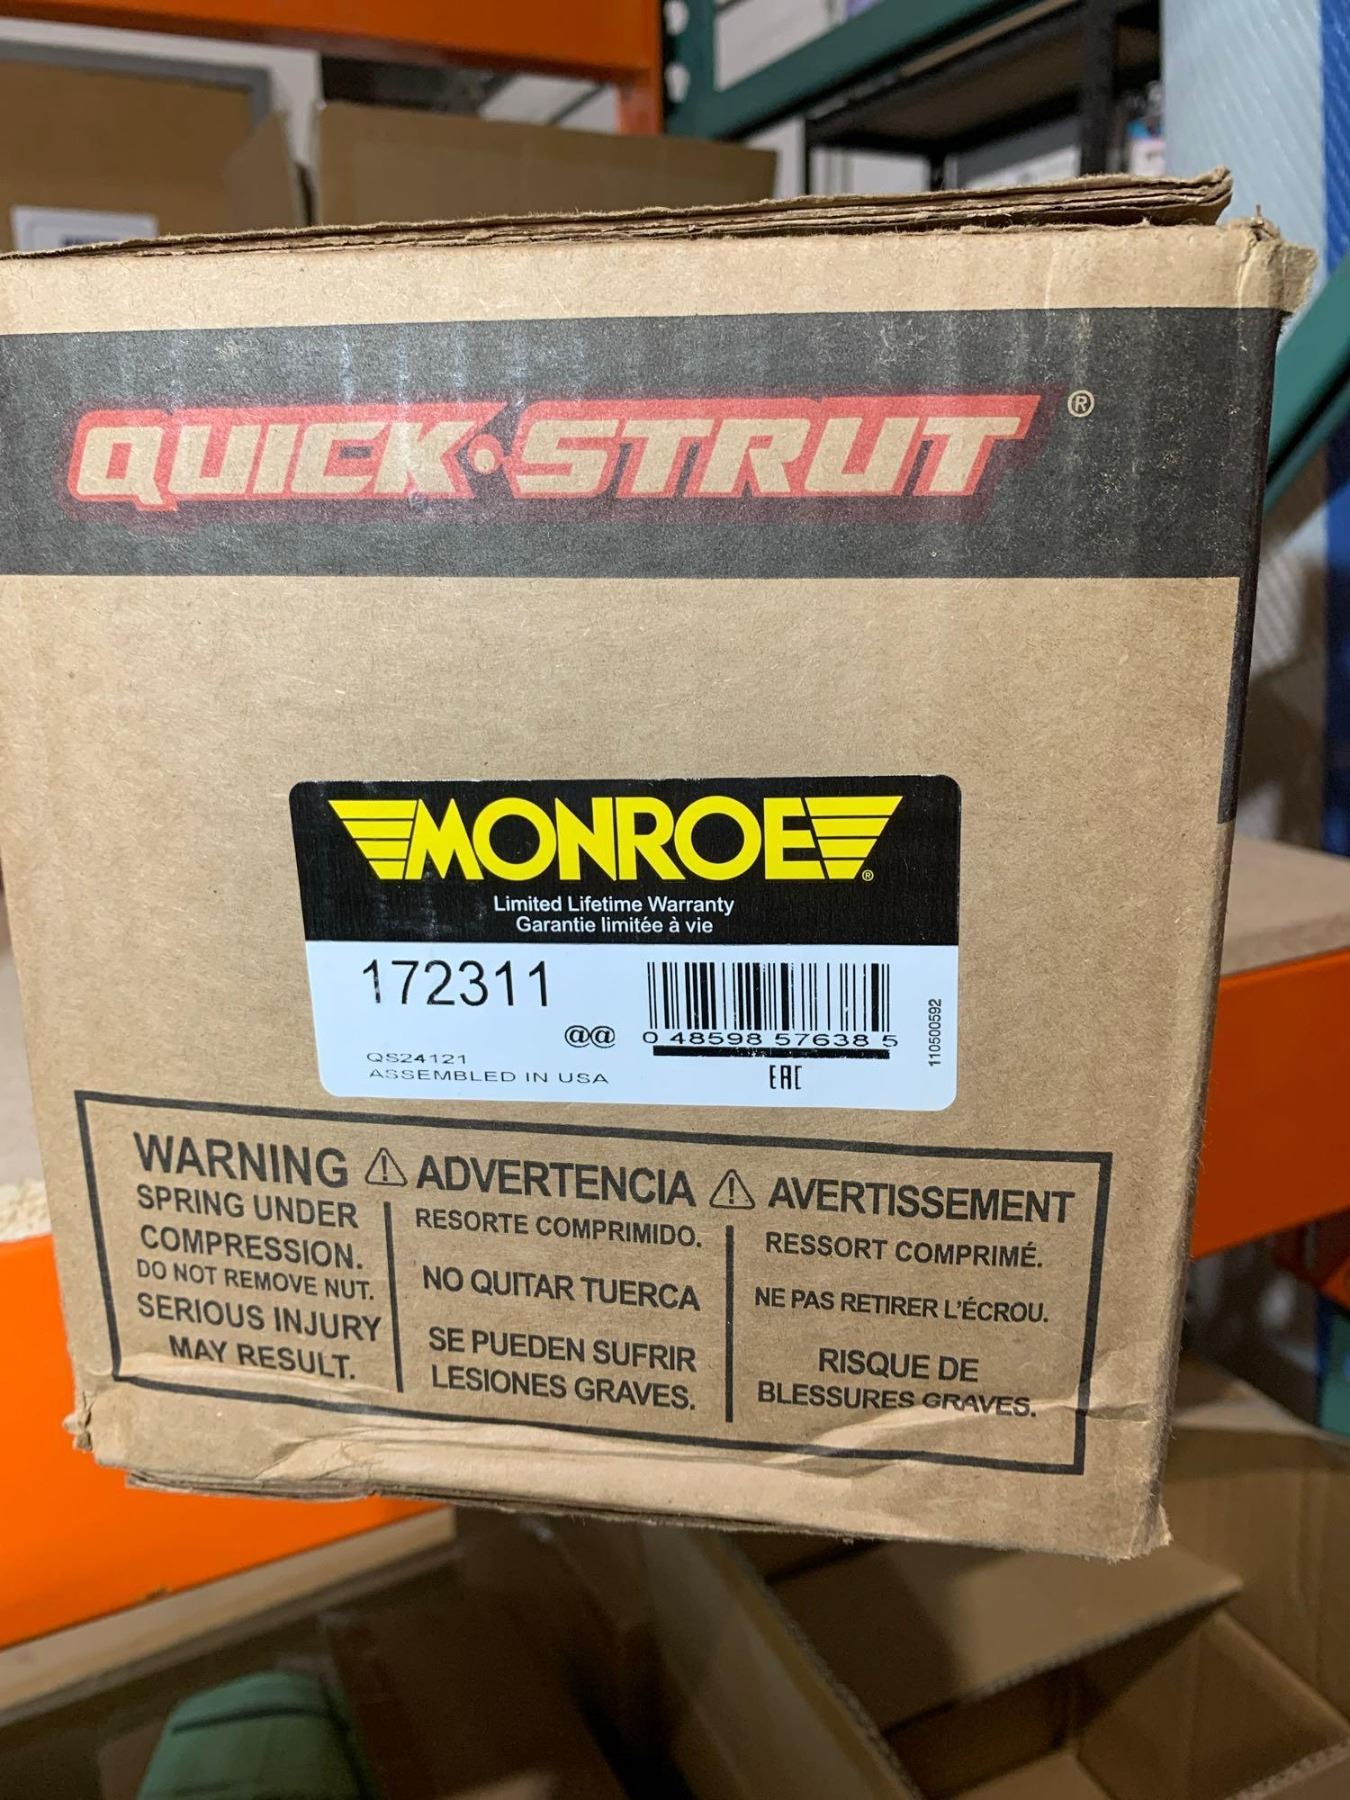 QUICK·STRUT ®
MONROE ®
Limited Lifetime Warranty
Garantie limitée à vie
172311
@@
0 48598 57638 5
110500592
QS24121
ASSEMBLED IN USA
EAC
WARNING ⚠ ADVERTENCIA ⚠ AVERTISSEMENT
SPRING UNDER
COMPRESSION.
DO NOT REMOVE NUT.
SERIOUS INJURY
MAY RESULT.
RESORTE COMPRIMIDO.
NO QUITAR TUERCA
SE PUEDEN SUFRIR
LESIONES GRAVES.
RESSORT COMPRIMÉ.
NE PAS RETIRER L'ÉCROU.
RISQUE DE
BLESSURES GRAVES.